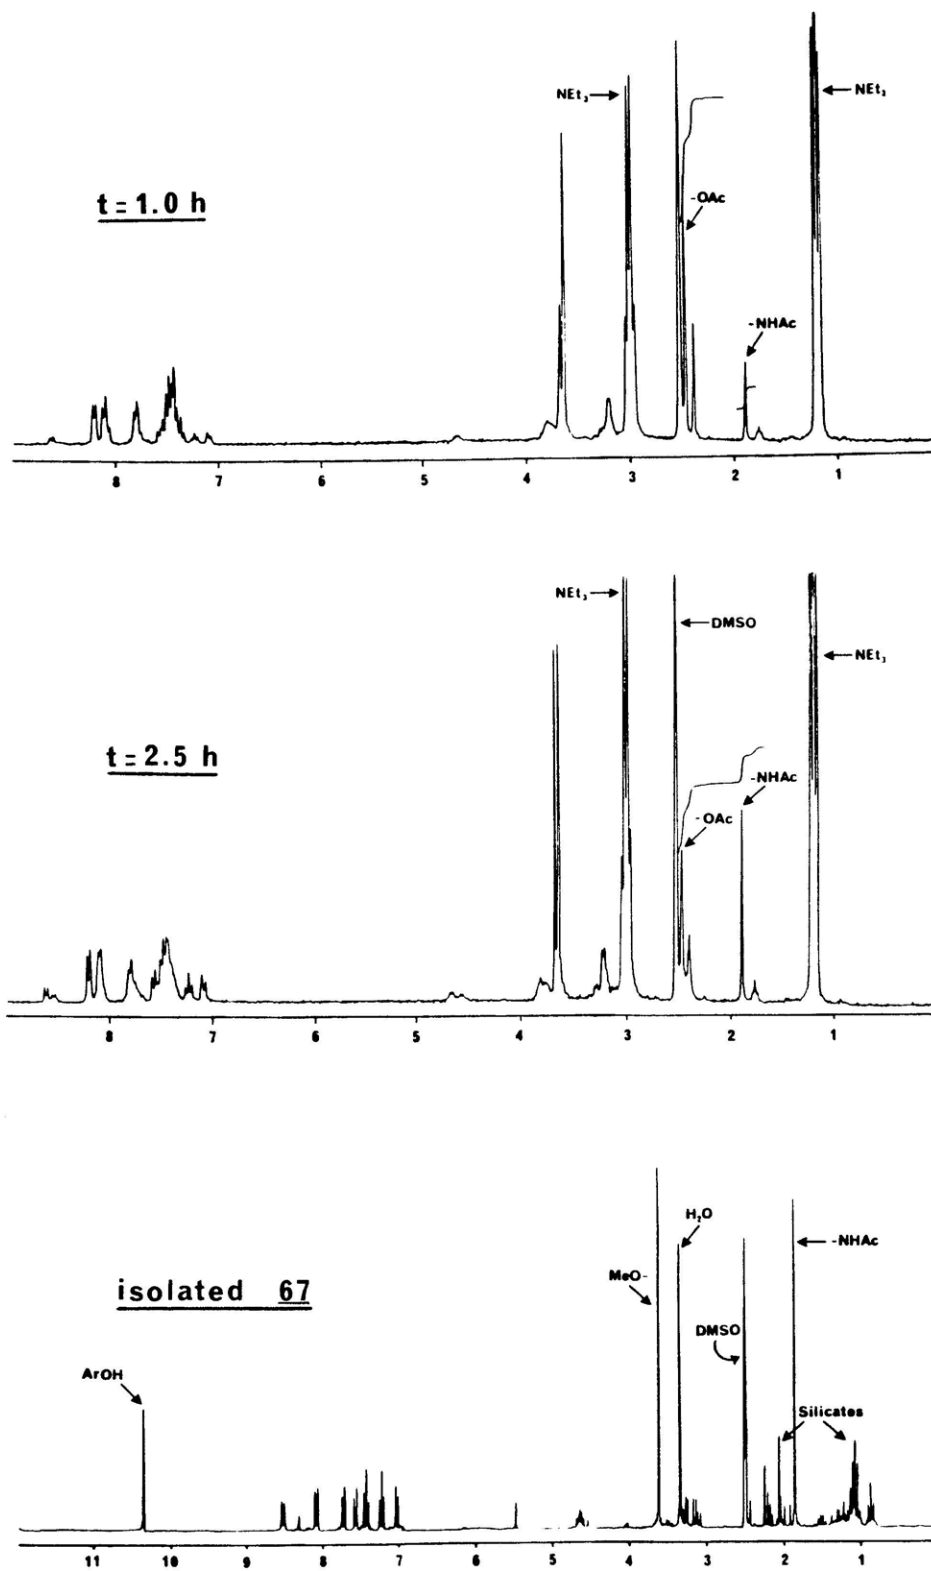 NEt₃
NEt₃
t = 1.0 h
-OAc
-NHAc
8 7 6 5 4 3 2 1
NEt₃
DMSO
NEt₃
t = 2.5 h
-NHAc
-OAc
8 7 6 5 4 3 2 1
H₂O
-NHAc
MeO-
isolated 67
DMSO
ArOH
Silicates
11 10 9 8 7 6 5 4 3 2 1